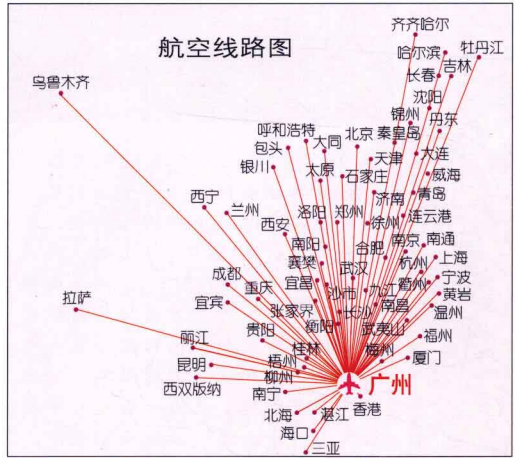 航空线路图
齐齐哈尔
哈尔滨
牡丹江
长春
吉林
乌鲁木齐
沈阳
锦州
丹东
呼和浩特
大同
北京
秦皇岛
包头
天津
大连
银川
太原
石家庄
威海
西宁
兰州
洛阳
郑州
济南
青岛
徐州
连云港
西安
南阳
合肥
南京
南通
襄樊
武汉
杭州
上海
成都
重庆
宜昌
沙市
九江
衢州
宁波
拉萨
宜宾
张家界
长沙
南昌
黄岩
温州
贵阳
衡阳
武夷山
福州
丽江
桂林
梅州
厦门
昆明
梧州
西双版纳
柳州
广州
南宁
香港
北海
湛江
海口
三亚